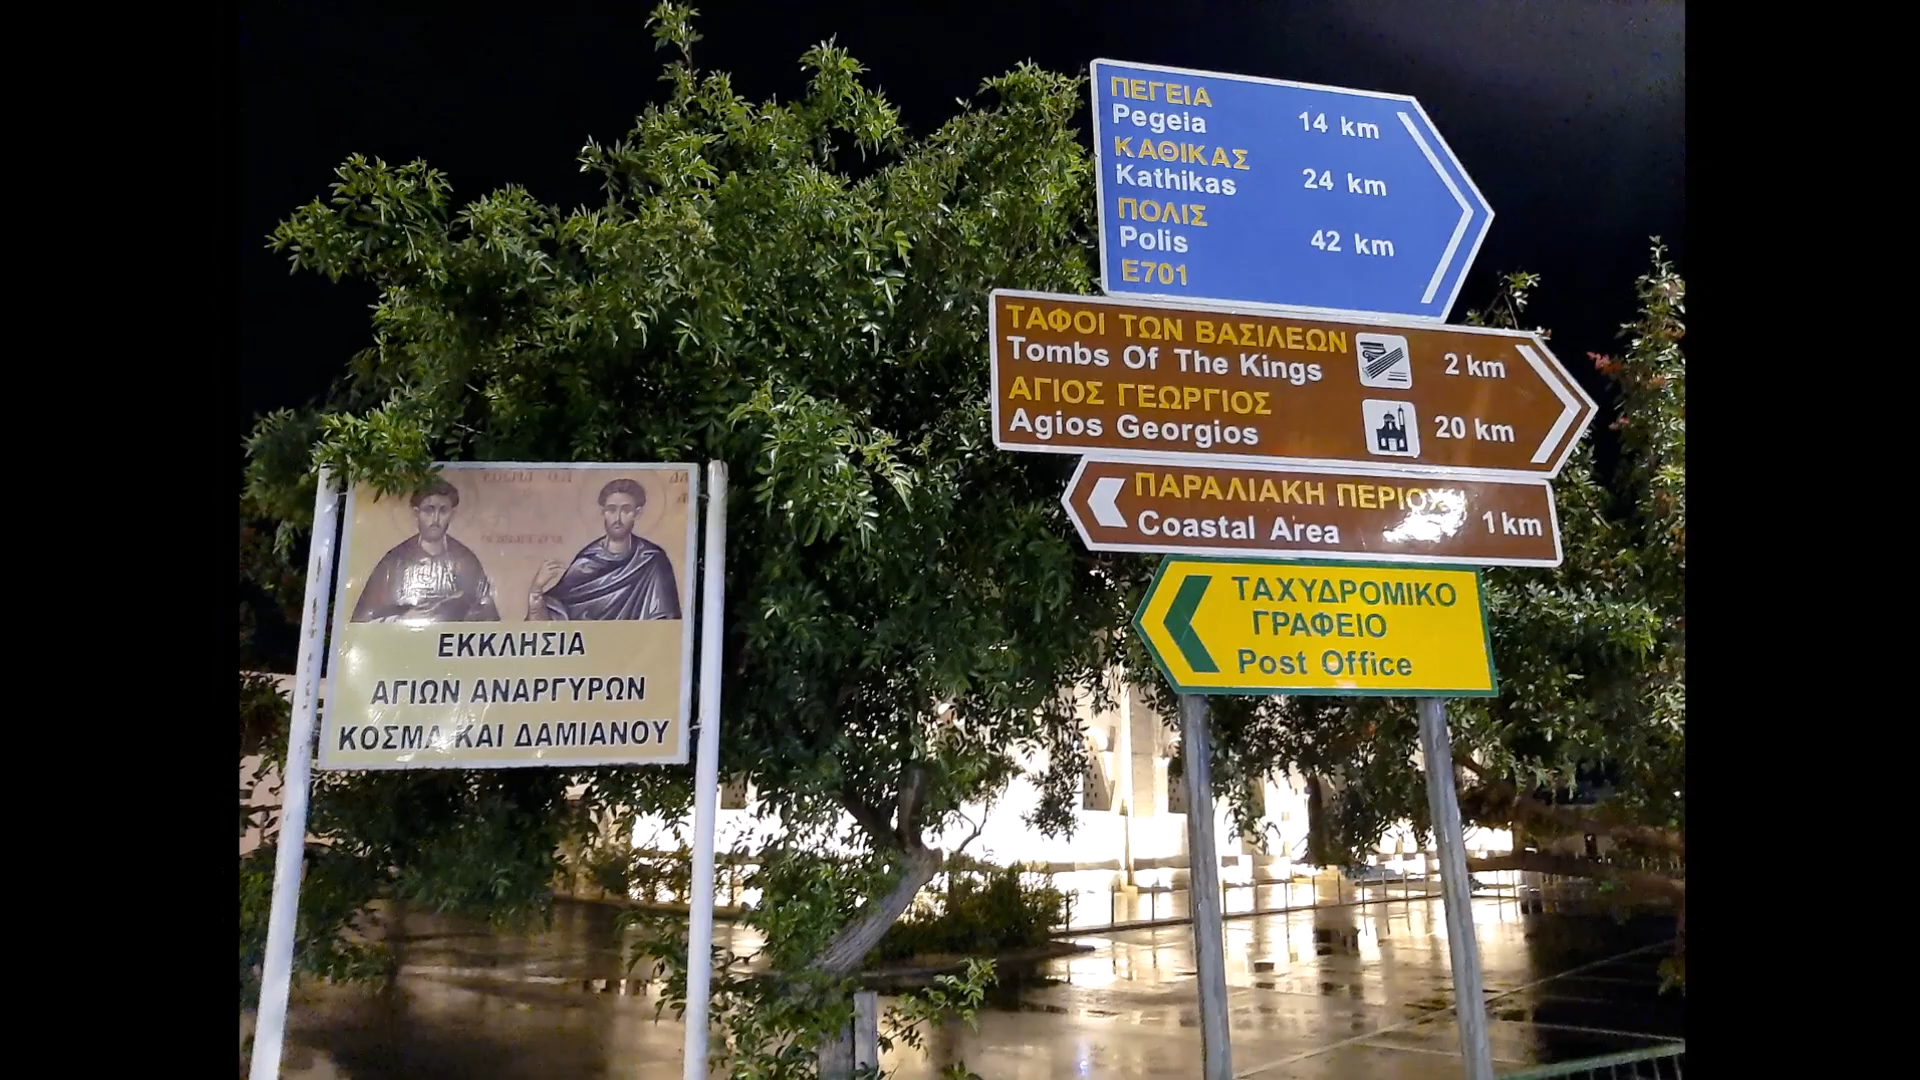 ΕΚΚΛΗΣΙΑ
ΑΓΙΩΝ ΑΝΑΡΓΥΡΩΝ
ΚΟΣΜΑ ΚΑΙ ΔΑΜΙΑΝΟΥ
ΠΕΓΕΙΑ
Pegeia 14 km
ΚΑΘΙΚΑΣ
Kathikas 24 km
ΠΟΛΙΣ
Polis 42 km
E701
ΤΑΦΟΙ ΤΩΝ ΒΑΣΙΛΕΩΝ
Tombs Of The Kings 2 km
ΑΓΙΟΣ ΓΕΩΡΓΙΟΣ
Agios Georgios 20 km
ΠΑΡΑΛΙΑΚΗ ΠΕΡΙΟΧΗ
Coastal Area 1 km
ΤΑΧΥΔΡΟΜΙΚΟ
ΓΡΑΦΕΙΟ
Post Office